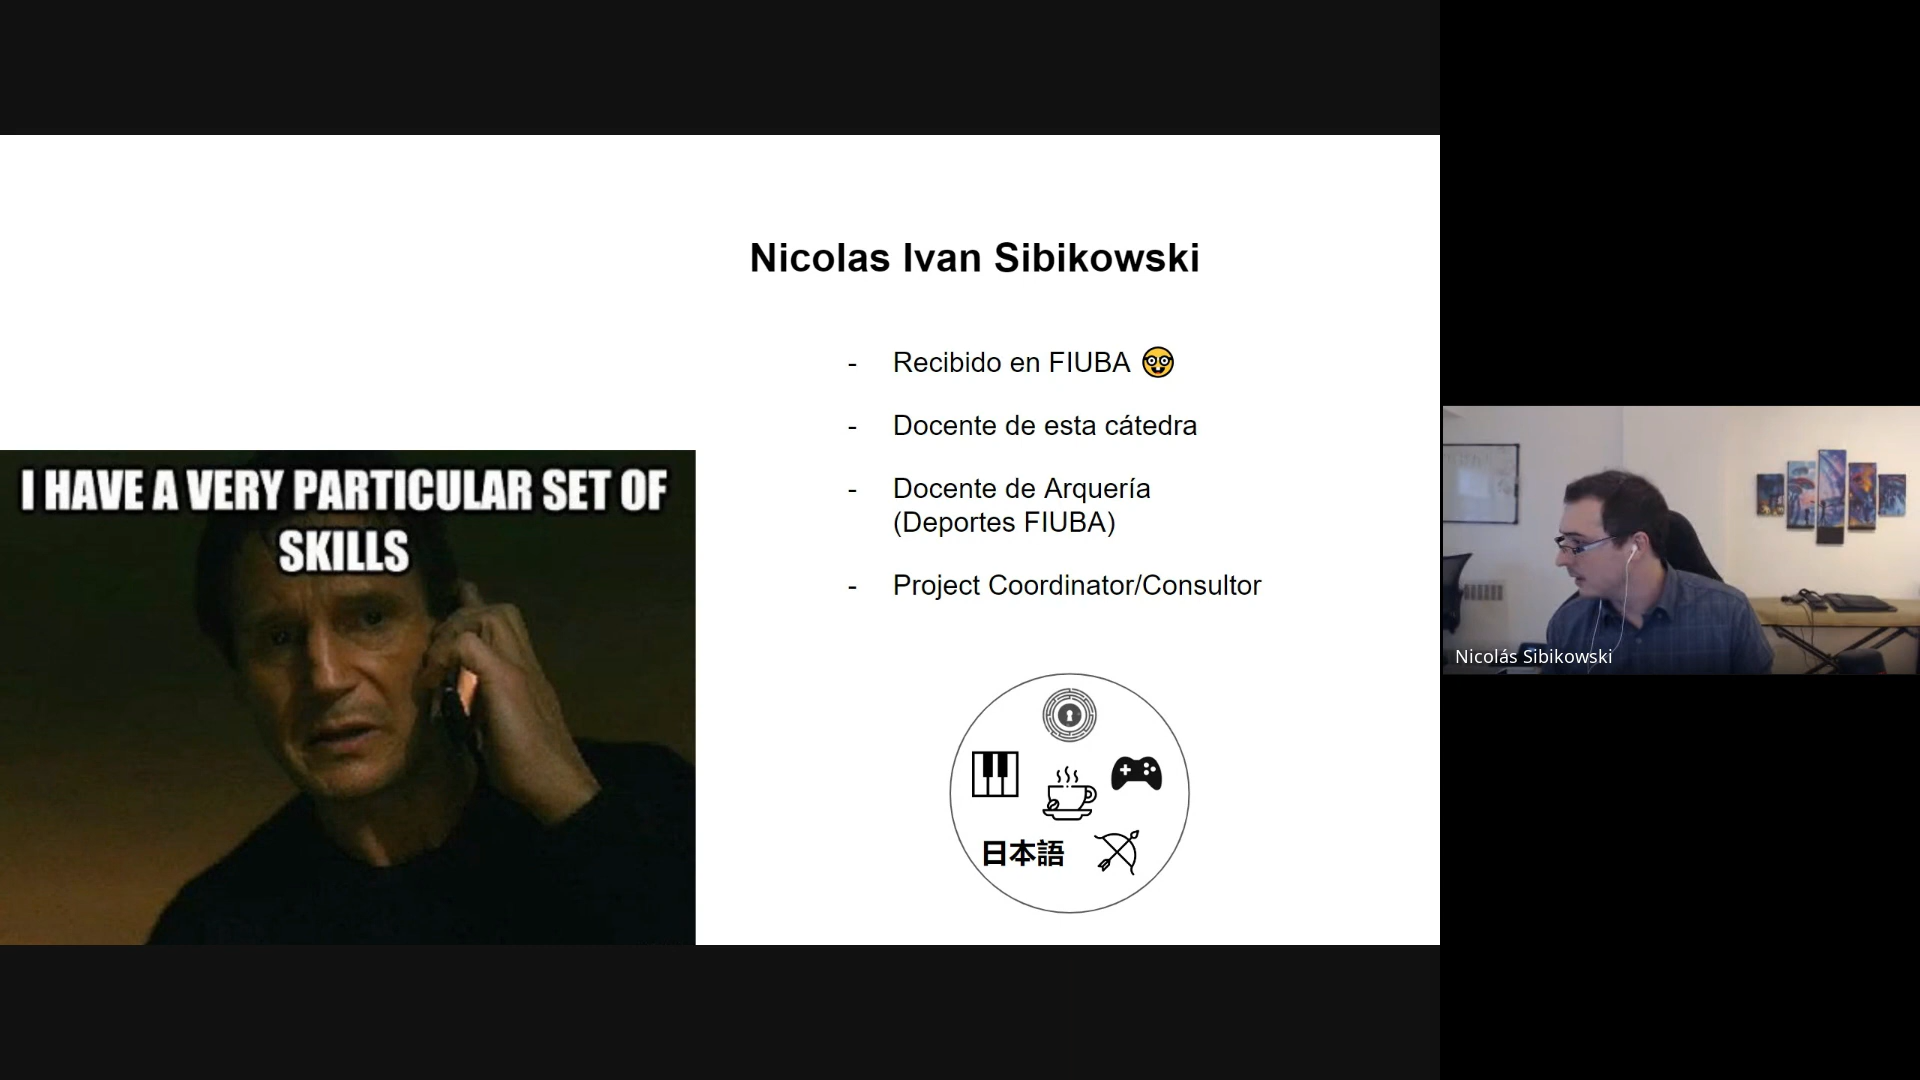 Nicolas Ivan Sibikowski
- Recibido en FIUBA
- Docente de esta cátedra
- Docente de Arquería
(Deportes FIUBA)
- Project Coordinator/Consultor
I HAVE A VERY PARTICULAR SET OF
SKILLS
日本語
Nicolás Sibikowski